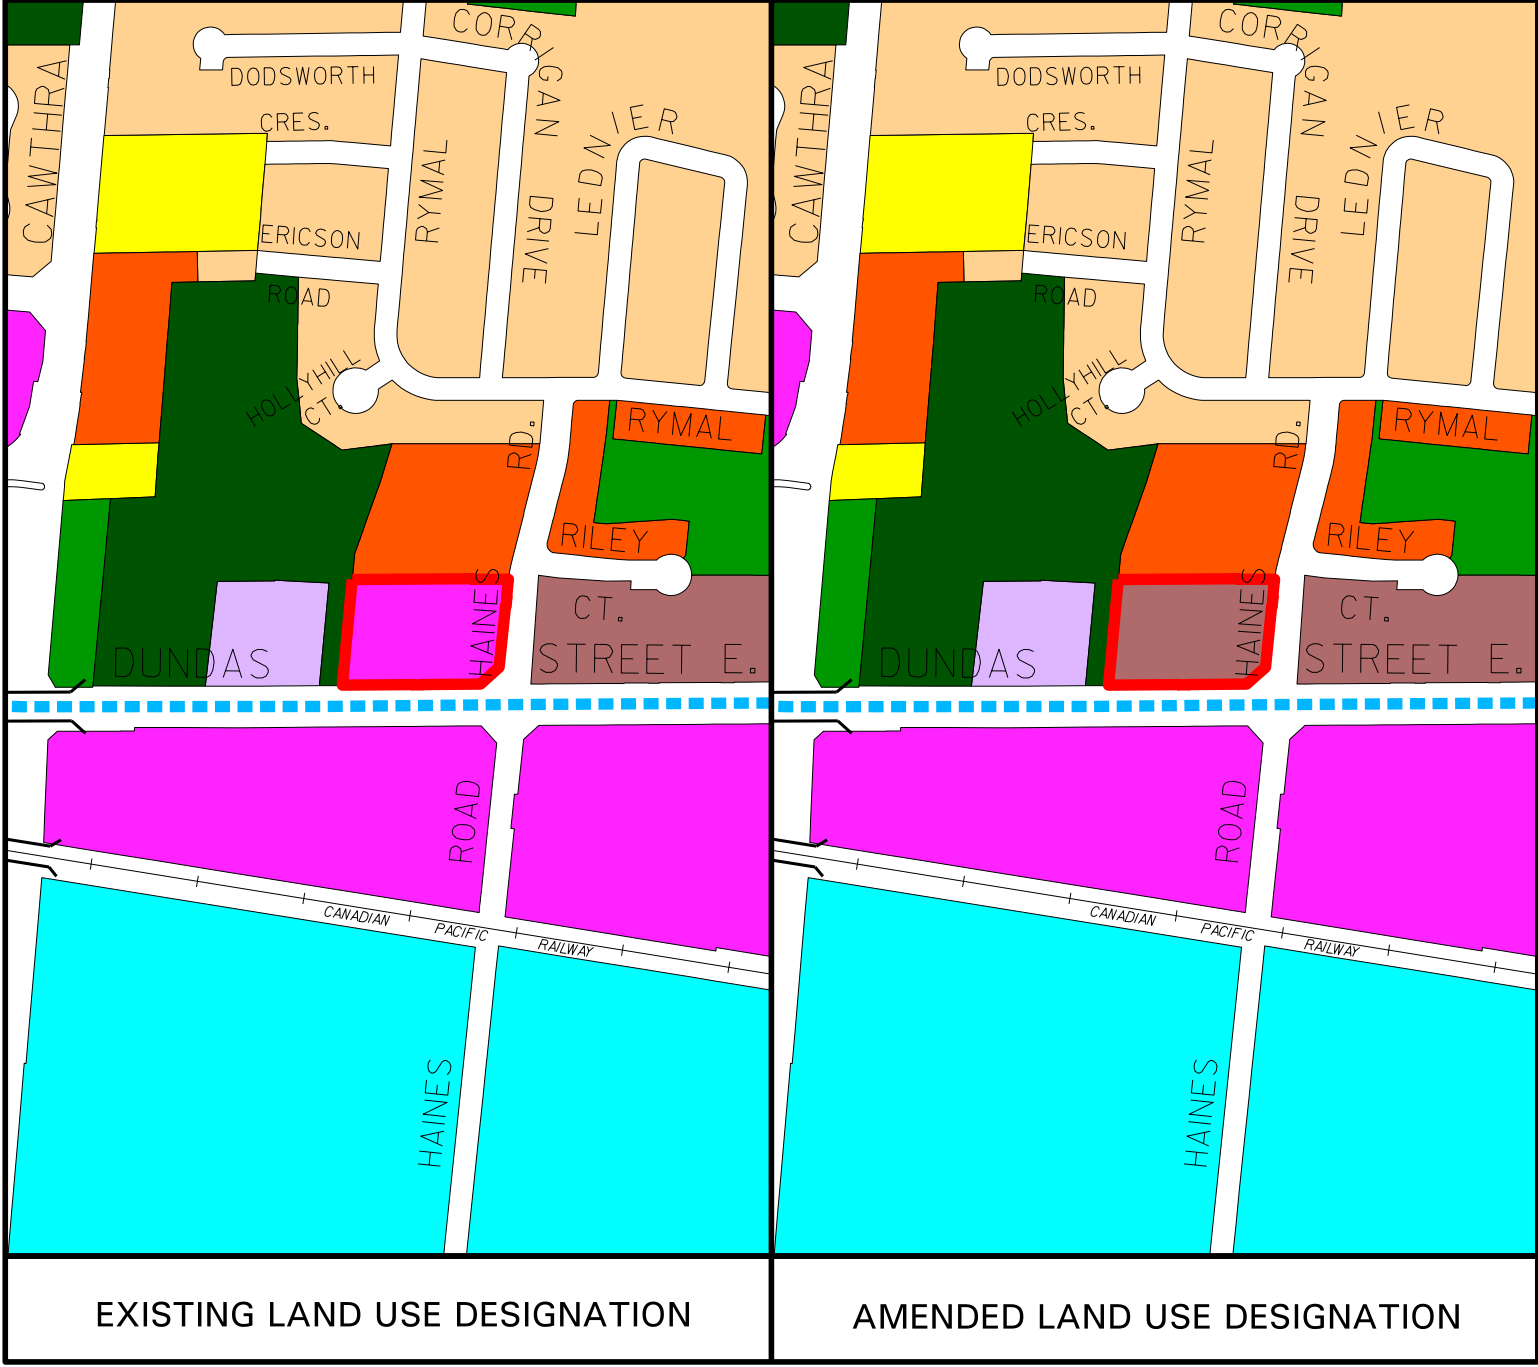 CORRIGAN
DODSWORTH
CAWTHRA
CRES.
LEDNIER
RYMAL
DRIVE
ERICSON
ROAD
HOLLYHILL
CT.
RD.
RYMAL
RILEY
HAINES
CT.
DUNDAS
STREET E.
ROAD
CANADIAN
PACIFIC
RAILWAY
HAINES
EXISTING LAND USE DESIGNATION
CORRIGAN
DODSWORTH
CAWTHRA
CRES.
LEDNIER
RYMAL
DRIVE
ERICSON
ROAD
HOLLYHILL
CT.
RD.
RYMAL
RILEY
HAINES
CT.
DUNDAS
STREET E.
ROAD
CANADIAN
PACIFIC
RAILWAY
HAINES
AMENDED LAND USE DESIGNATION